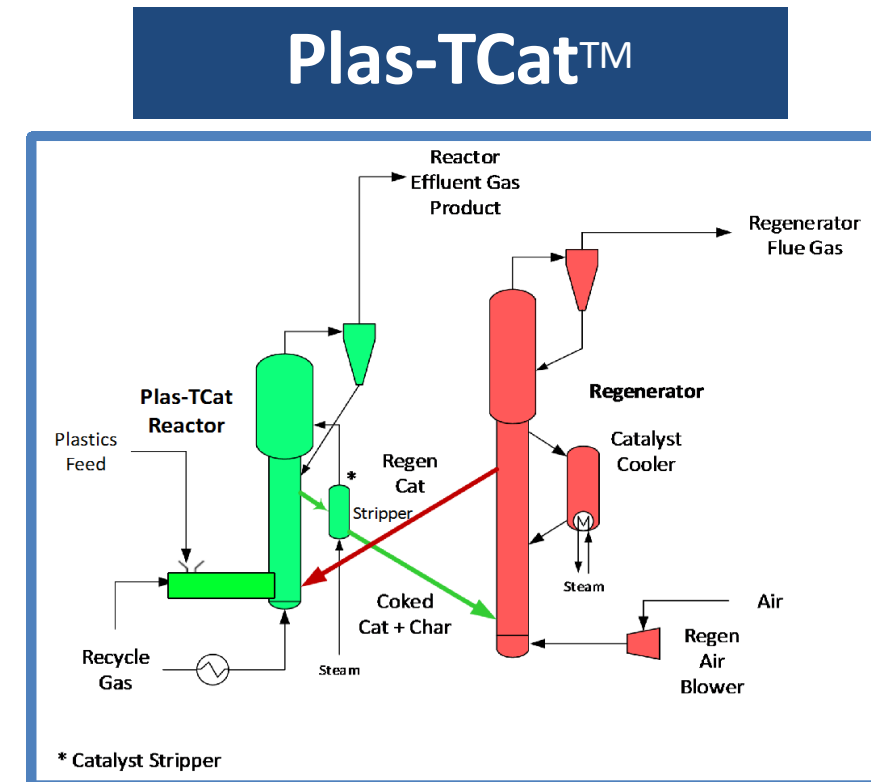 Plas-TCat™
Reactor
Effluent Gas
Product
Regenerator
Flue Gas
Plas-TCat
Reactor
Regenerator
Plastics
Feed
Catalyst
Cooler
Regen
Cat
*
Stripper
M
Steam
Coked
Cat + Char
Air
Regen
Air
Blower
Recycle
Gas
Steam
* Catalyst Stripper